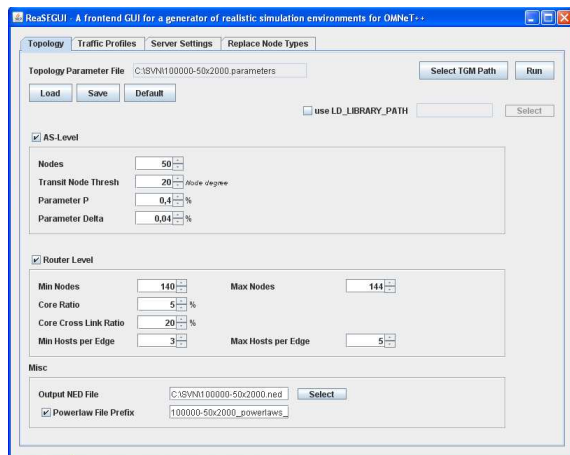 ReaSEGUI - A frontend GUI for a generator of realistic simulation environments for OMNeT++
Topology Traffic Profiles Server Settings Replace Node Types
Topology Parameter File C:\SVN\100000-50x2000.parameters Select TGM Path Run
Load Save Default
use LD_LIBRARY_PATH Select
AS-Level
Nodes 50
Transit Node Thresh 20 Node degree
Parameter P 0,4 %
Parameter Delta 0,04 %
Router Level
Min Nodes 140 Max Nodes 144
Core Ratio 5 %
Core Cross Link Ratio 20 %
Min Hosts per Edge 3 Max Hosts per Edge 5
Misc
Output NED File C:\SVN\100000-50x2000.ned Select
Powerlaw File Prefix 100000-50x2000_powerlaws_